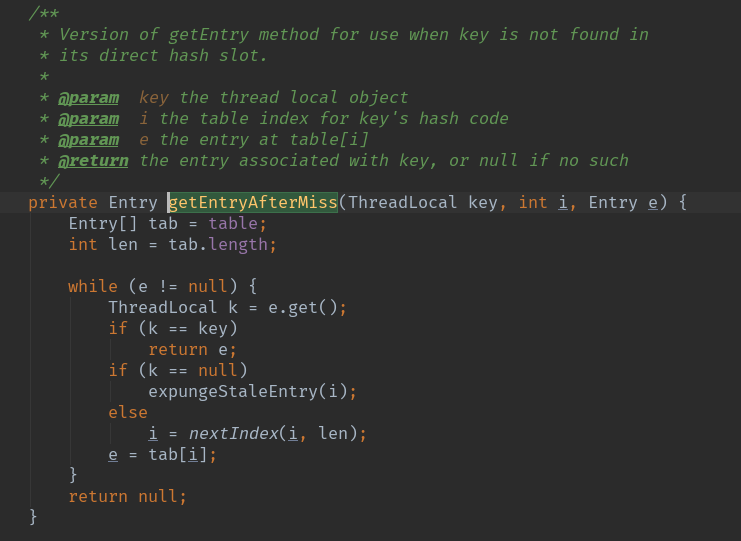 /**
 * Version of getEntry method for use when key is not found in
 * its direct hash slot.
 *
 * @param  key the thread local object
 * @param  i the table index for key's hash code
 * @param  e the entry at table[i]
 * @return the entry associated with key, or null if no such
 */
private Entry getEntryAfterMiss(ThreadLocal key, int i, Entry e) {
    Entry[] tab = table;
    int len = tab.length;

    while (e != null) {
        ThreadLocal k = e.get();
        if (k == key)
            return e;
        if (k == null)
            expungeStaleEntry(i);
        else
            i = nextIndex(i, len);
        e = tab[i];
    }
    return null;
}